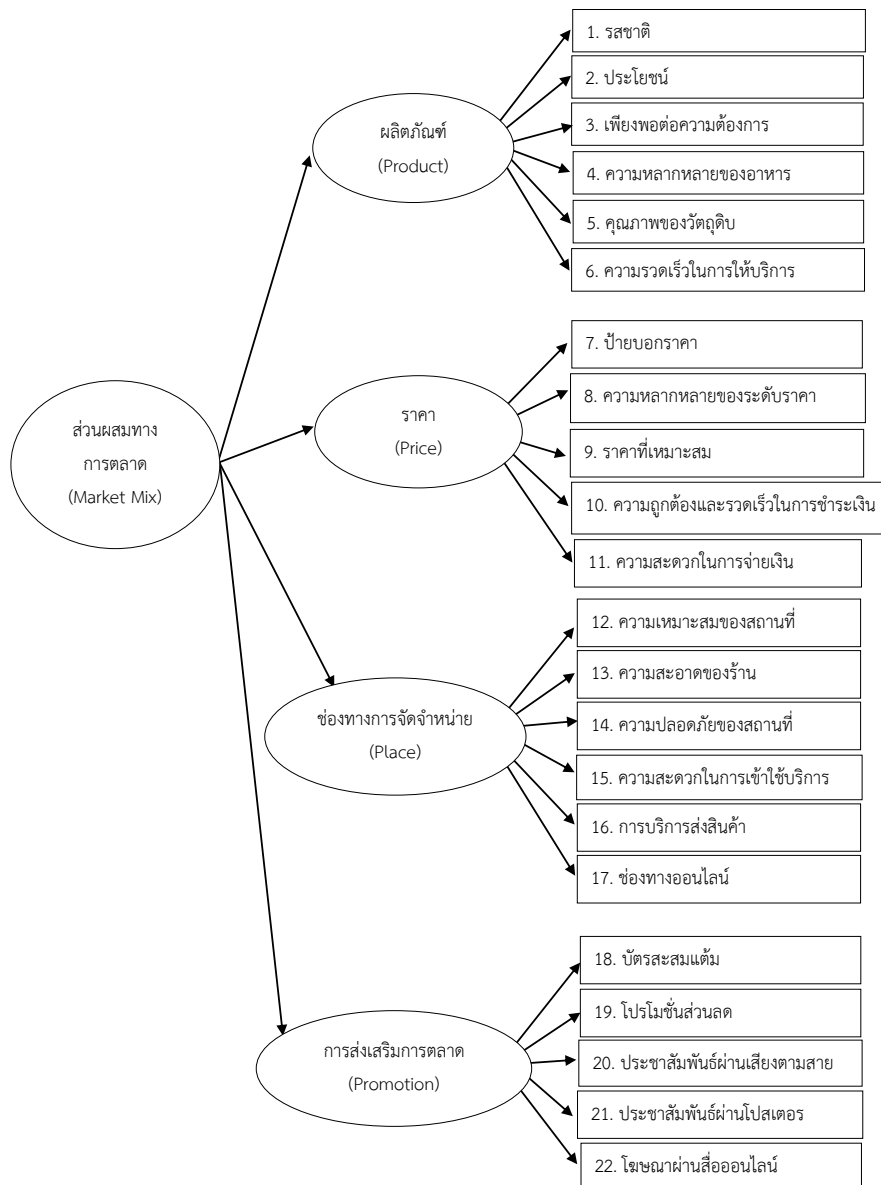 ส่วนผสมทาง
การตลาด
(Market Mix)
ผลิตภัณฑ์
(Product)
1. รสชาติ
2. ประโยชน์
3. เพียงพอต่อความต้องการ
4. ความหลากหลายของอาหาร
5. คุณภาพของวัตถุดิบ
6. ความรวดเร็วในการให้บริการ
ราคา
(Price)
7. ป้ายบอกราคา
8. ความหลากหลายของระดับราคา
9. ราคาที่เหมาะสม
10. ความถูกต้องและรวดเร็วในการชำระเงิน
11. ความสะดวกในการจ่ายเงิน
ช่องทางการจัดจำหน่าย
(Place)
12. ความเหมาะสมของสถานที่
13. ความสะอาดของร้าน
14. ความปลอดภัยของสถานที่
15. ความสะดวกในการเข้าใช้บริการ
16. การบริการส่งสินค้า
17. ช่องทางออนไลน์
การส่งเสริมการตลาด
(Promotion)
18. บัตรสะสมแต้ม
19. โปรโมชั่นส่วนลด
20. ประชาสัมพันธ์ผ่านเสียงตามสาย
21. ประชาสัมพันธ์ผ่านโปสเตอร
22. โฆษณาผ่านสื่อออนไลน์